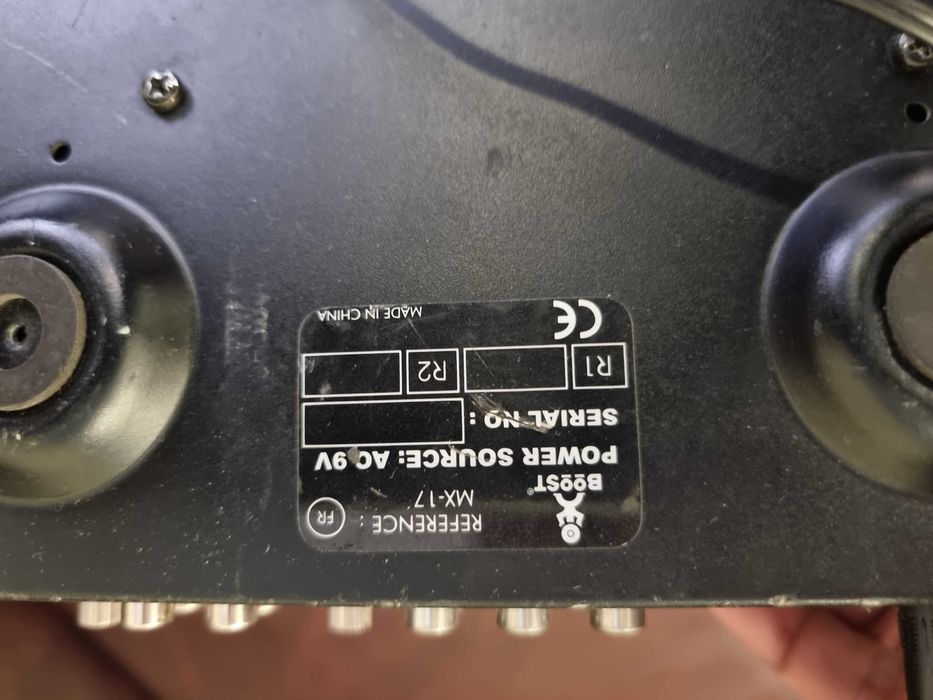 REFERENCE : FR
MX-17
BOOST®
POWER SOURCE: AC 9V
SERIAL NO :
R1 R2
CE MADE IN CHINA